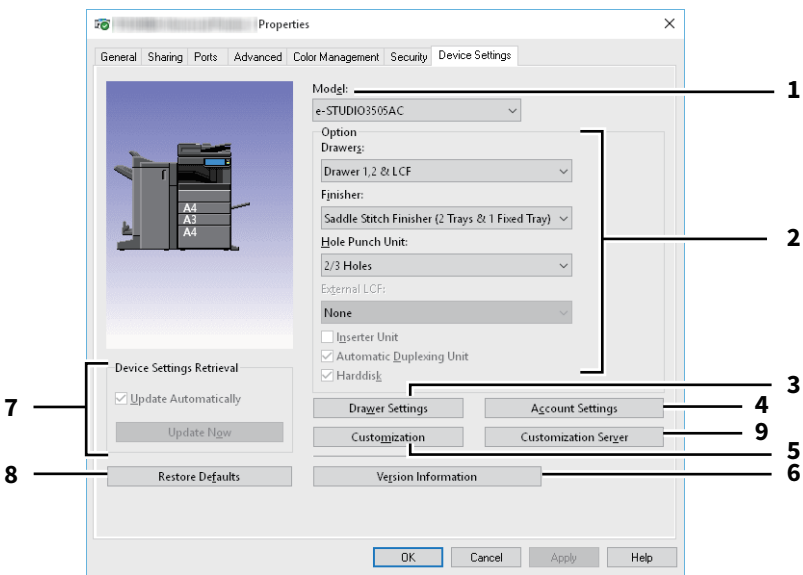 Properties
General Sharing Ports Advanced Color Management Security Device Settings
Model:
1
e-STUDIO3505AC
Option
Drawers:
Drawer 1,2 & LCF
Finisher:
Saddle Stitch Finisher (2 Trays & 1 Fixed Tray)
2
Hole Punch Unit:
2/3 Holes
External LCF:
None
Inserter Unit
Automatic Duplexing Unit
Harddisk
A4
A3
A4
Device Settings Retrieval
Update Automatically
Update Now
7
3
Drawer Settings Account Settings 4
Customization Customization Server 9
5
8 Restore Defaults Version Information 6
OK Cancel Apply Help